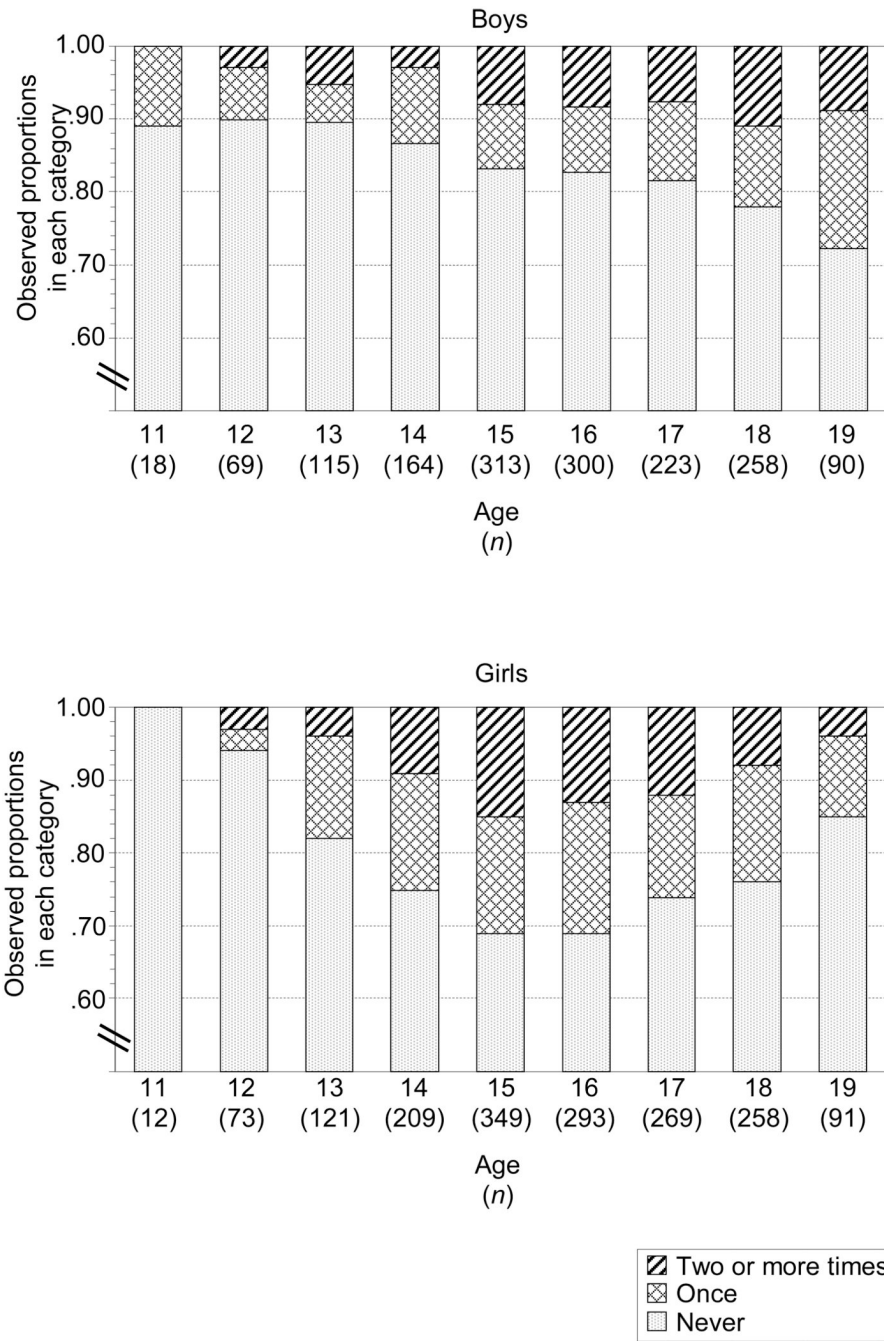 Boys
Observed proportions
in each category
1.00
.90
.80
.70
.60
11 12 13 14 15 16 17 18 19
(18) (69) (115) (164) (313) (300) (223) (258) (90)
Age
(n)
Girls
Observed proportions
in each category
1.00
.90
.80
.70
.60
11 12 13 14 15 16 17 18 19
(12) (73) (121) (209) (349) (293) (269) (258) (91)
Age
(n)
Two or more times
Once
Never